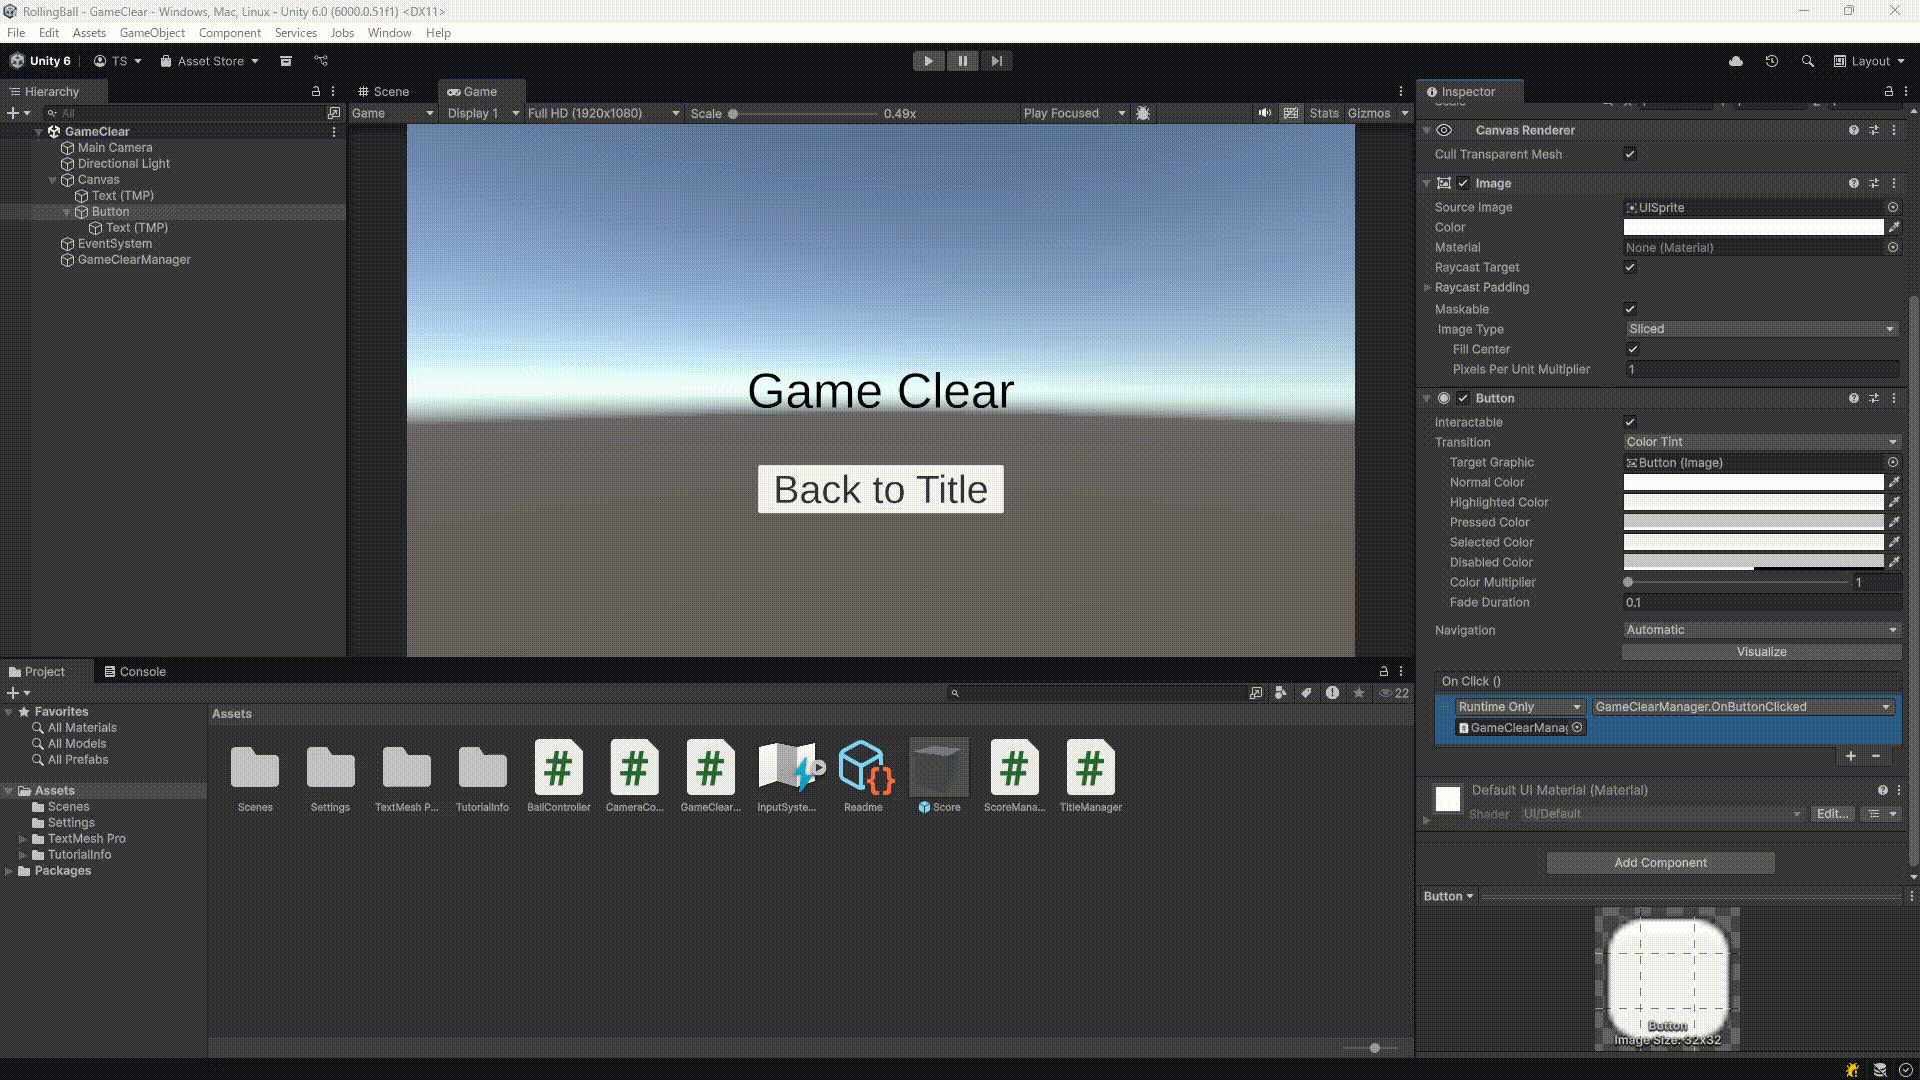 RollingBall - GameClear - Windows, Mac, Linux - Unity 6.0 (6000.0.51f1) <DX11>
File Edit Assets GameObject Component Services Jobs Window Help
Unity 6 TS Asset Store Layout
Hierarchy
All
GameClear
Main Camera
Directional Light
Canvas
Text (TMP)
Button
Text (TMP)
EventSystem
GameClearManager
Scene Game
Game Display 1 Full HD (1920x1080) Scale 0.49x Play Focused Stats Gizmos
Game Clear
Back to Title
Inspector
Canvas Renderer
Cull Transparent Mesh
Image
Source Image UISprite
Color
Material None (Material)
Raycast Target
Raycast Padding
Maskable
Image Type Sliced
Fill Center
Pixels Per Unit Multiplier 1
Button
Interactable
Transition Color Tint
Target Graphic Button (Image)
Normal Color
Highlighted Color
Pressed Color
Selected Color
Disabled Color
Color Multiplier 1
Fade Duration 0.1
Navigation Automatic
Visualize
On Click ()
Runtime Only GameClearManager.OnButtonClicked
GameClearManag
Default UI Material (Material)
Shader UI/Default Edit...
Add Component
Button
Button
Image Size: 32x32
Project Console
22
Favorites
All Materials
All Models
All Prefabs
Assets
Scenes
Settings
TextMesh Pro
TutorialInfo
Packages
Assets
Scenes Settings TextMesh P... TutorialInfo BallController CameraCo... GameClear... InputSyste... Readme Score ScoreMana... TitleManager